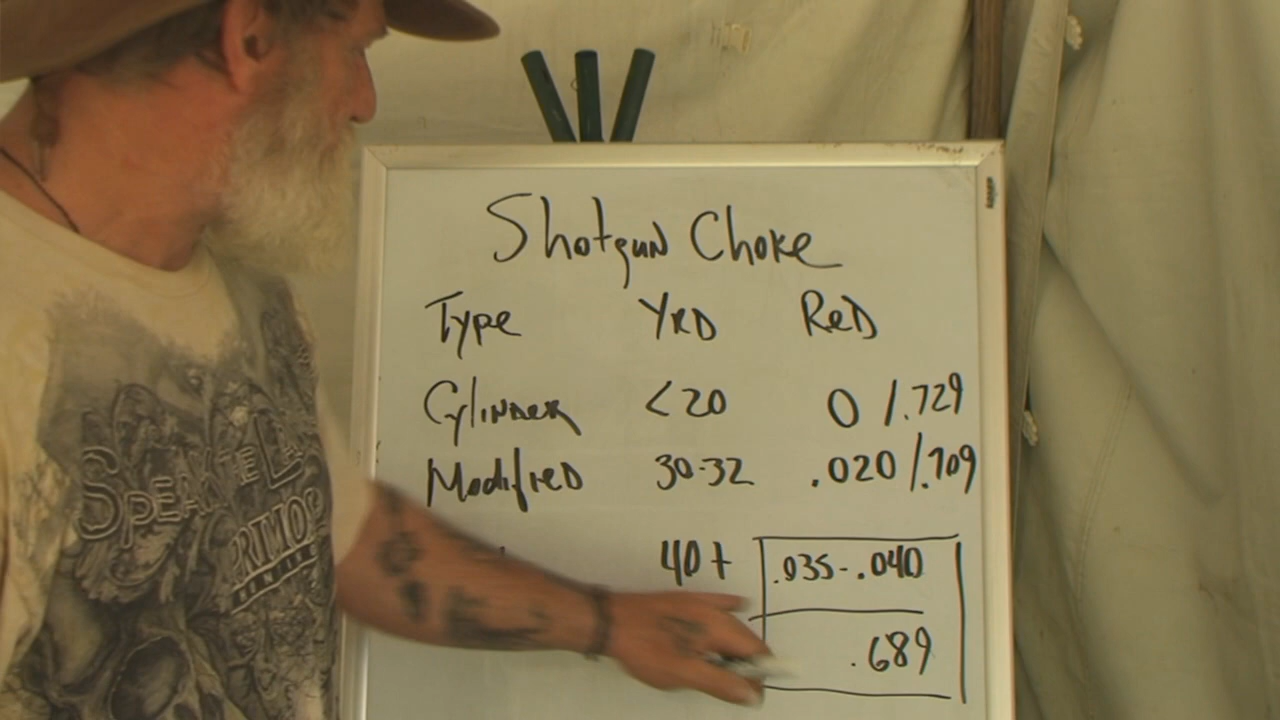 Shotgun Choke
Type YRD ReD
Cylinder <20 0 /.729
Modified 30-32 .020/.709
40+ .035-.040
.689
SPEAK THE LA
PRIMOS